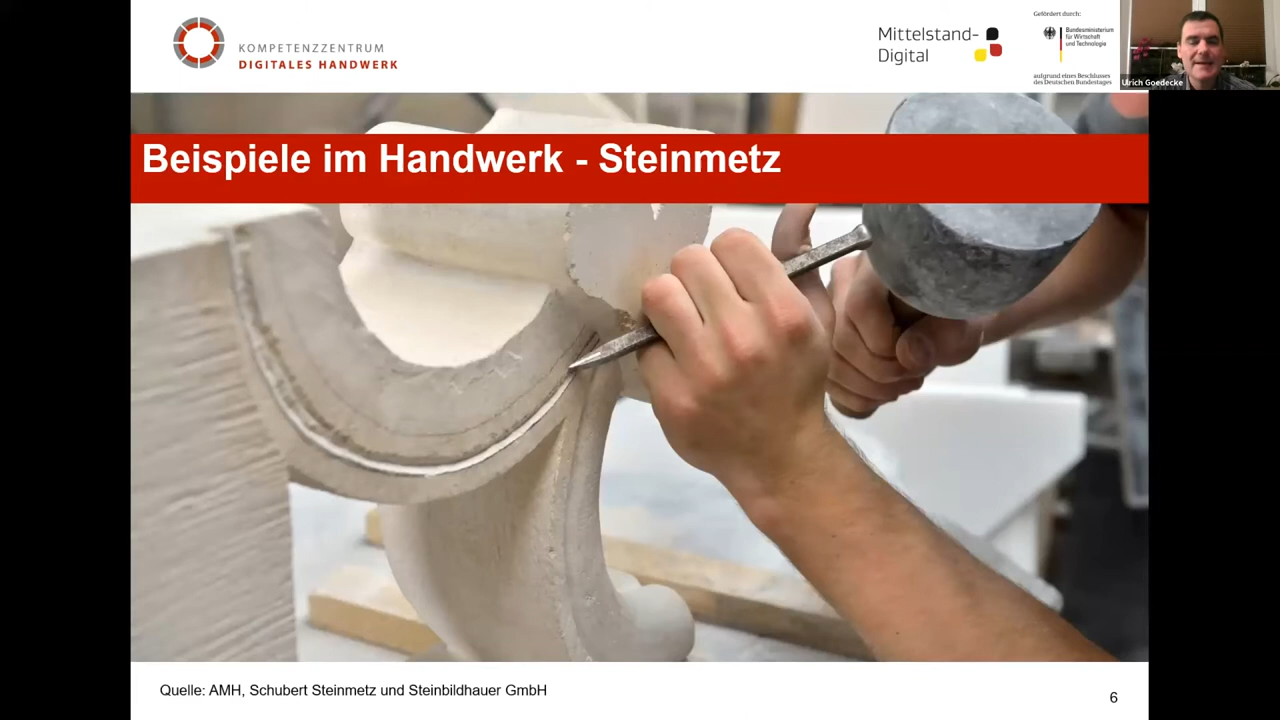 KOMPETENZZENTRUM
DIGITALES HANDWERK
Mittelstand-
Digital
Gefördert durch:
Bundesministerium
für Wirtschaft
und Technologie
aufgrund eines Beschlusses
des Deutschen Bundestages
Ulrich Goedecke
Beispiele im Handwerk - Steinmetz
Quelle: AMH, Schubert Steinmetz und Steinbildhauer GmbH
6